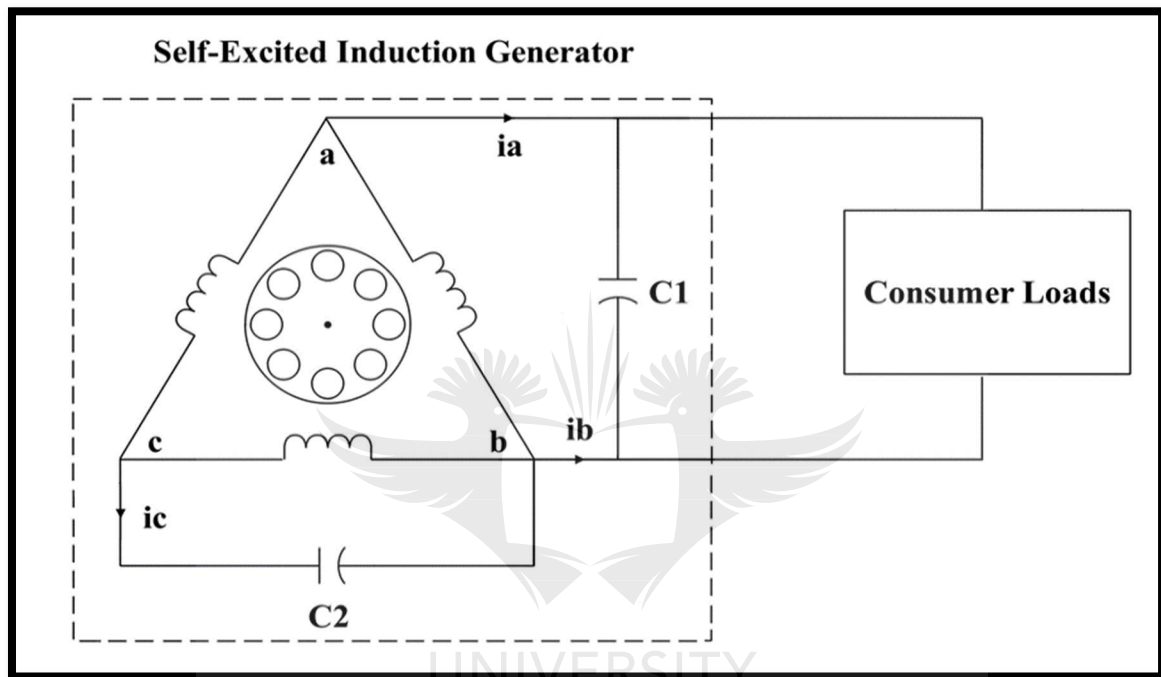 Self-Excited Induction Generator
a
ia
C1
Consumer Loads
c
b
ib
ic
C2
UNIVERSITY